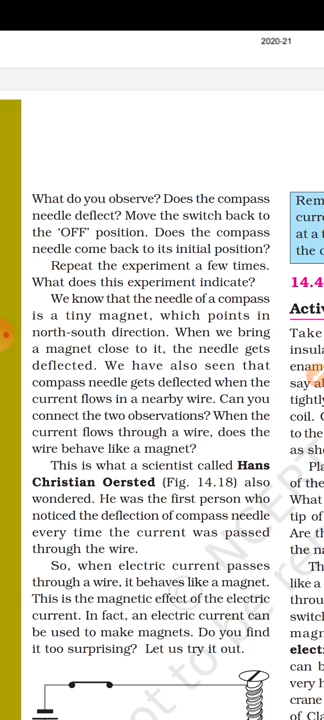 2020-21
What do you observe? Does the compass
needle deflect? Move the switch back to
the ‘OFF’ position. Does the compass
needle come back to its initial position?
Repeat the experiment a few times.
What does this experiment indicate?
We know that the needle of a compass
is a tiny magnet, which points in
north-south direction. When we bring
a magnet close to it, the needle gets
deflected. We have also seen that
compass needle gets deflected when the
current flows in a nearby wire. Can you
connect the two observations? When the
current flows through a wire, does the
wire behave like a magnet?
This is what a scientist called Hans
Christian Oersted (Fig. 14.18) also
wondered. He was the first person who
noticed the deflection of compass needle
every time the current was passed
through the wire.
So, when electric current passes
through a wire, it behaves like a magnet.
This is the magnetic effect of the electric
current. In fact, an electric current can
be used to make magnets. Do you find
it too surprising? Let us try it out.
Rem
curre
at a t
the c
14.4
Activ
Take
insula
enam
say al
tightly
coil. C
to the
as sho
Pla
of the
What
tip of
Are th
the na
Th
like a
throu
switch
magn
electr
can b
very h
crane
of Cla